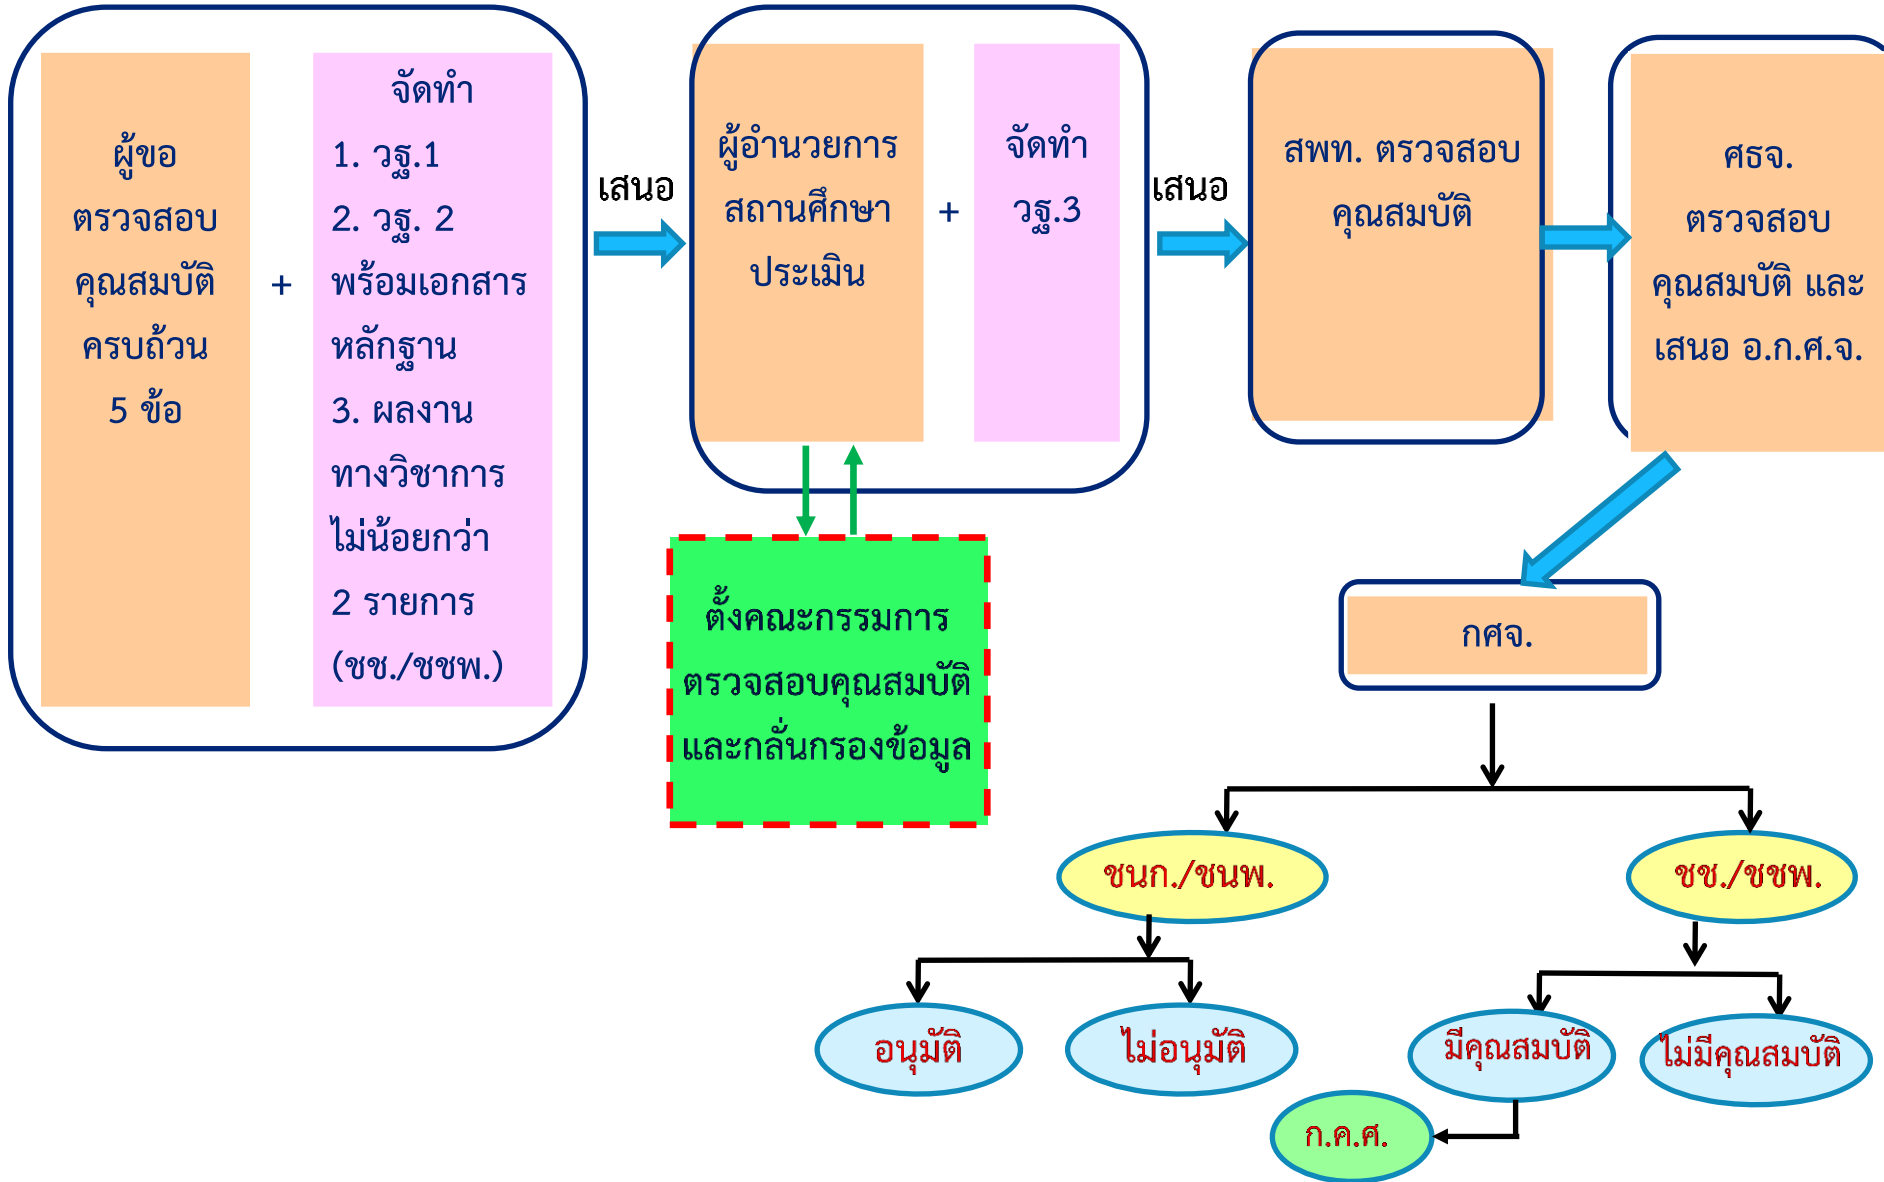 ผู้ขอ
ตรวจสอบ
คุณสมบัติ
ครบถ้วน
5 ข้อ
+
จัดทำ
1. วฐ.1
2. วฐ. 2
พร้อมเอกสาร
หลักฐาน
3. ผลงาน
ทางวิชาการ
ไม่น้อยกว่า
2 รายการ
(ชช./ชชพ.)
เสนอ
ผู้อำนวยการ
สถานศึกษา
ประเมิน
+
จัดทำ
วฐ.3
เสนอ
สพท. ตรวจสอบ
คุณสมบัติ
ศธจ.
ตรวจสอบ
คุณสมบัติ และ
เสนอ อ.ก.ศ.จ.
ตั้งคณะกรรมการ
ตรวจสอบคุณสมบัติ
และกลั่นกรองข้อมูล
กศจ.
ชนก./ชนพ.
ชช./ชชพ.
อนุมัติ
ไม่อนุมัติ
มีคุณสมบัติ
ไม่มีคุณสมบัติ
ก.ค.ศ.